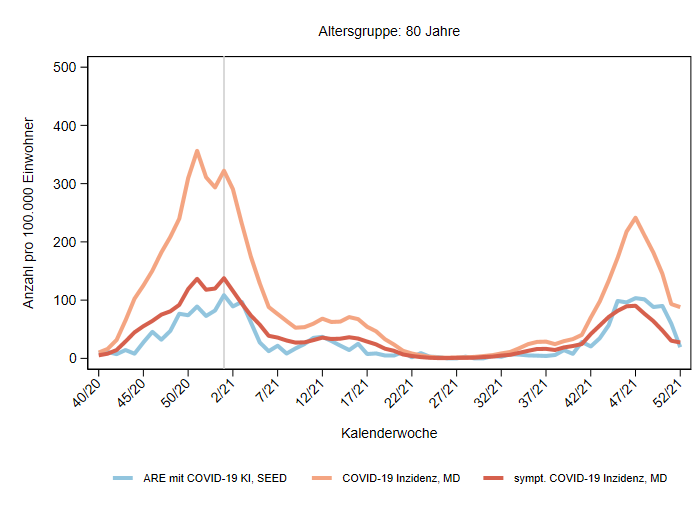 Altersgruppe: 80 Jahre
Anzahl pro 100.000 Einwohner
500
400
300
200
100
0
40/20 45/20 50/20 2/21 7/21 12/21 17/21 22/21 27/21 32/21 37/21 42/21 47/21 52/21
Kalenderwoche
ARE mit COVID-19 KI, SEED COVID-19 Inzidenz, MD sympt. COVID-19 Inzidenz, MD